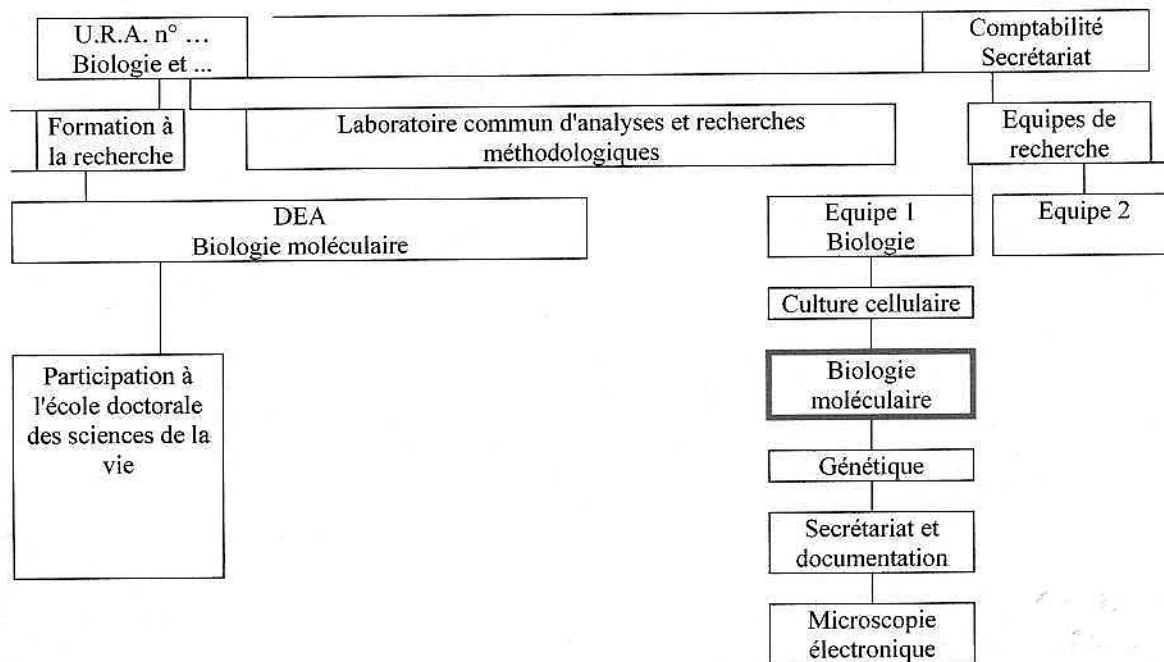 U.R.A. n° ...
Biologie et ...
Comptabilité
Secrétariat
Formation à
la recherche
Laboratoire commun d'analyses et recherches
méthodologiques
Equipes de
recherche
DEA
Biologie moléculaire
Equipe 1
Biologie
Equipe 2
Culture cellulaire
Participation à
l'école doctorale
des sciences de la
vie
Biologie
moléculaire
Génétique
Secrétariat et
documentation
Microscopie
électronique